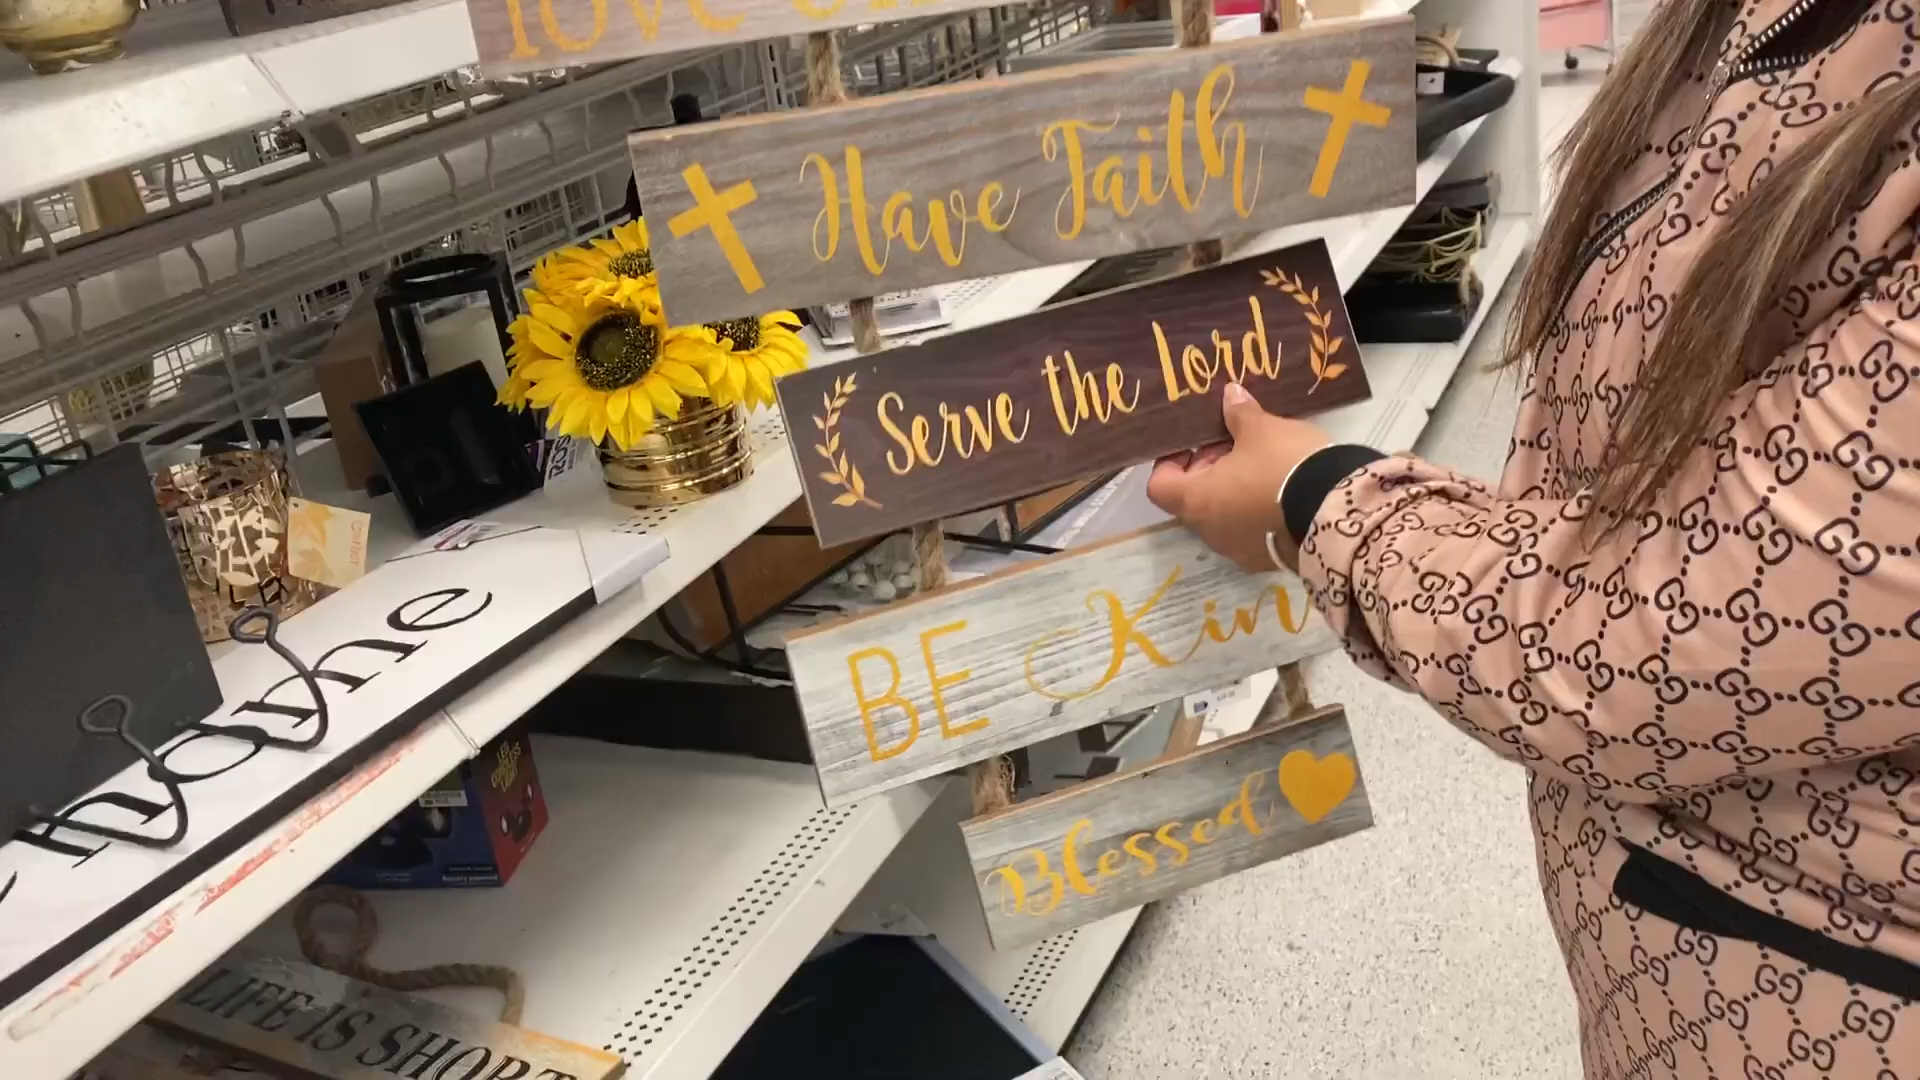 Have Faith
Serve the Lord
BE Kin
Blessed
home
LIFE IS SHORT